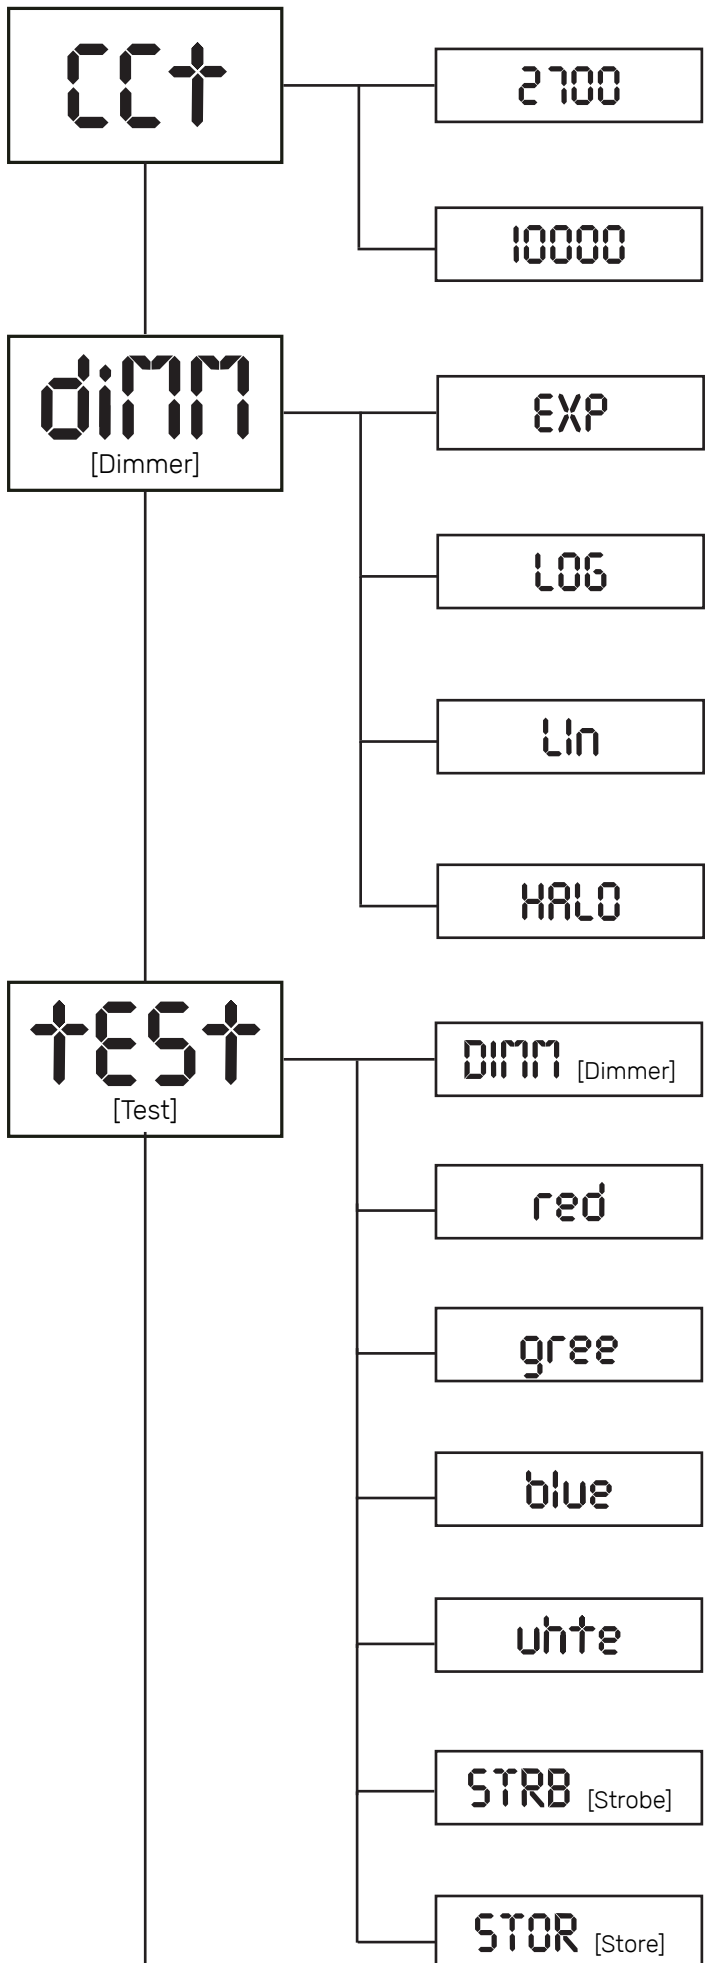 CCt
2700
10000
diMM
[Dimmer]
EXP
LOG
LIn
HALO
tESt
[Test]
DIMM [Dimmer]
red
gree
blue
uhte
STRB [Strobe]
STOR [Store]